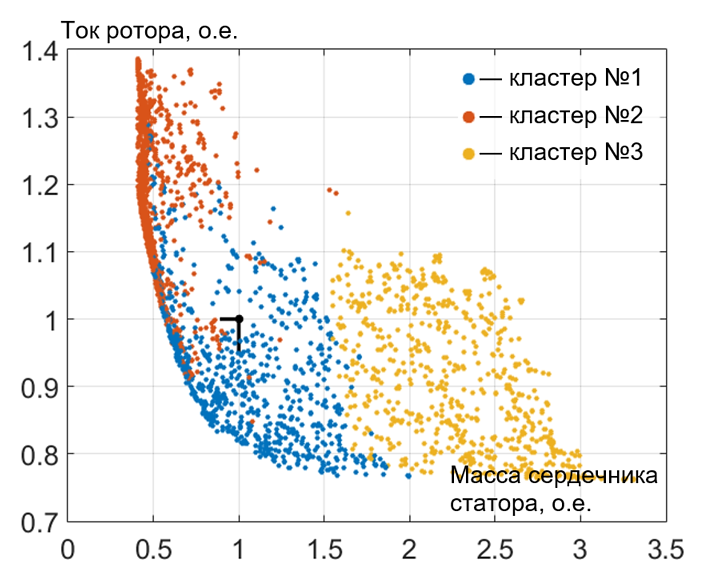 Ток ротора, о.е.
1.4
— кластер №1
1.3
— кластер №2
— кластер №3
1.2
1.1
1
0.9
0.8
Масса сердечника
статора, о.е.
0.7
0 0.5 1 1.5 2 2.5 3 3.5